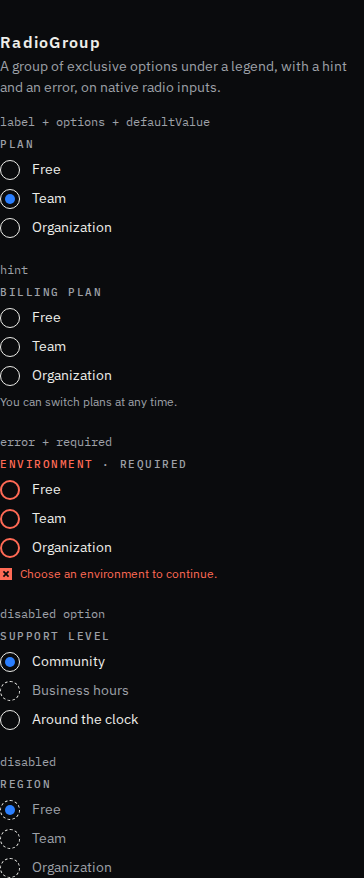 RadioGroup
A group of exclusive options under a legend, with a hint
and an error, on native radio inputs.
label + options + defaultValue
PLAN
Free
Team
Organization
hint
BILLING PLAN
Free
Team
Organization
You can switch plans at any time.
error + required
ENVIRONMENT · REQUIRED
Free
Team
Organization
Choose an environment to continue.
disabled option
SUPPORT LEVEL
Community
Business hours
Around the clock
disabled
REGION
Free
Team
Organization